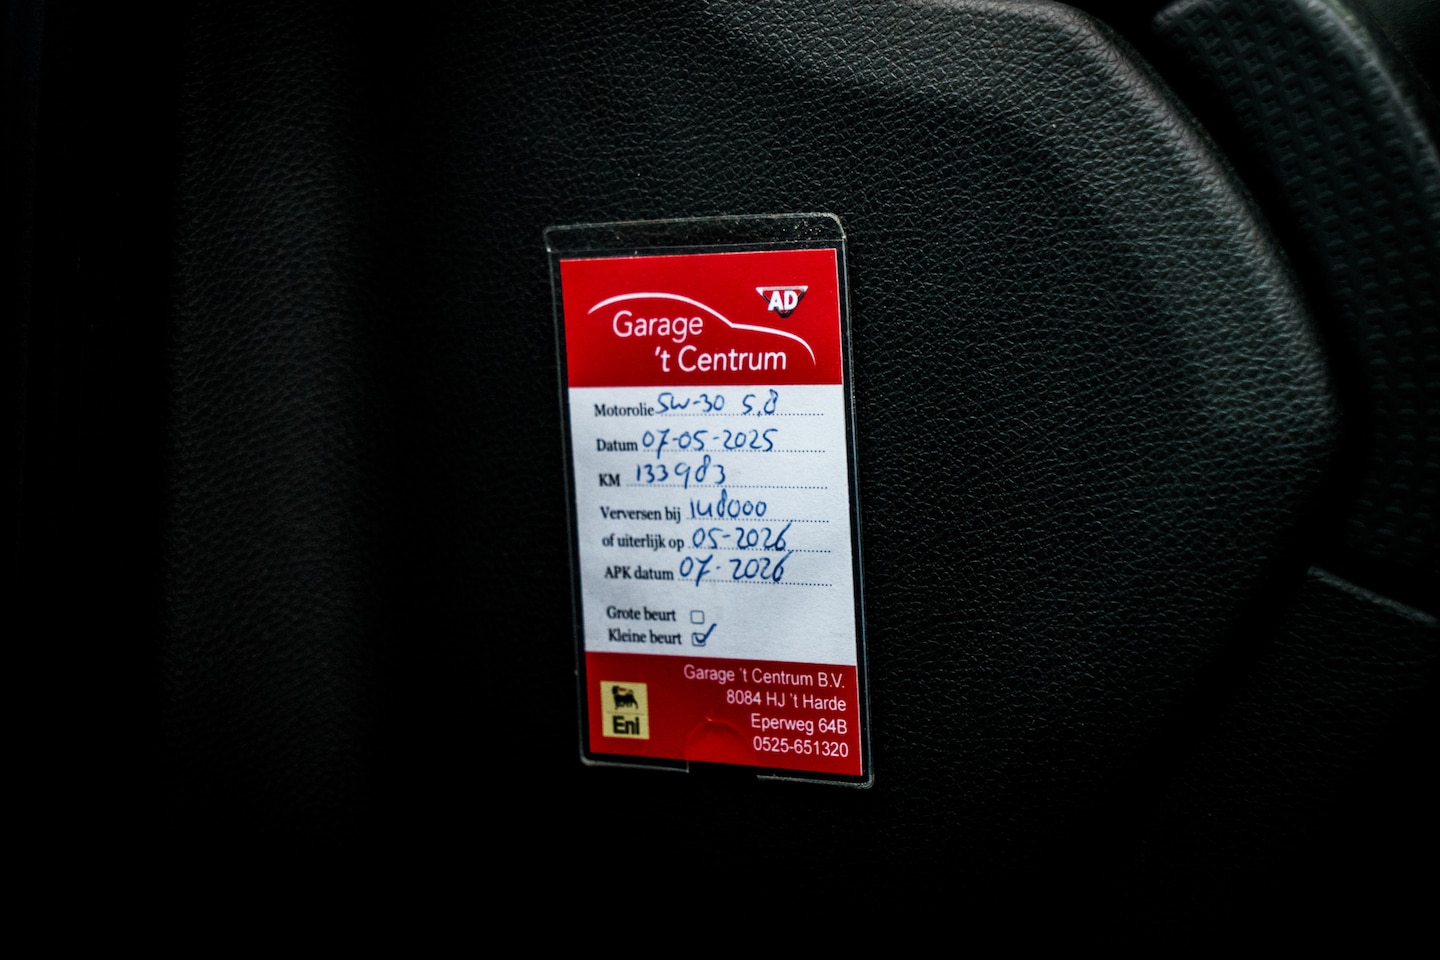 AD
Garage
't Centrum
Motorolie 5W-30 5,8
Datum 07-05-2025
KM 133983
Verversen bij 148000
of uiterlijk op 05-2026
APK datum 07-2026
Grote beurt
Kleine beurt
Garage 't Centrum B.V.
8084 HJ 't Harde
Eperweg 64B
0525-651320
Eni